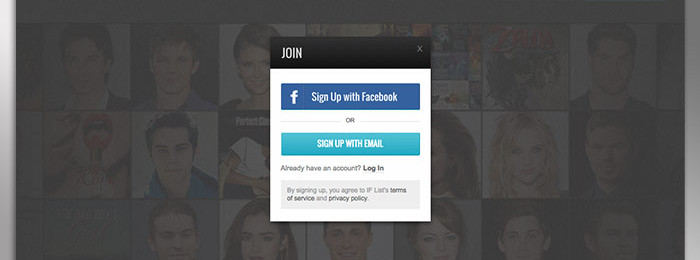 JOIN
X
f Sign Up with Facebook
OR
SIGN UP WITH EMAIL
Already have an account? Log In
By signing up, you agree to IF List's terms
of service and privacy policy.